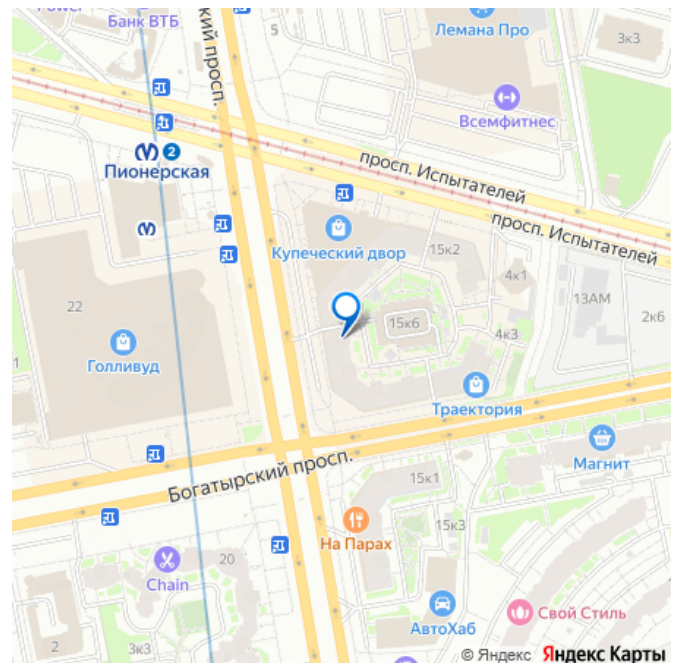 Банк ВТБ
5
Лемана Про
3к3
кий просп.
Всемфитнес
2
Пионерская
просп. Испытателей
просп. Испытателей
Купеческий двор
15к2
4к1
13АМ
2к6
22
15к6
4к3
1
Голливуд
Траектория
Магнит
Богатырский просп.
15к1
15к3
На Парах
20
Chain
Свой Стиль
АвтоХаб
2
3к3
© Яндекс Яндекс Карты